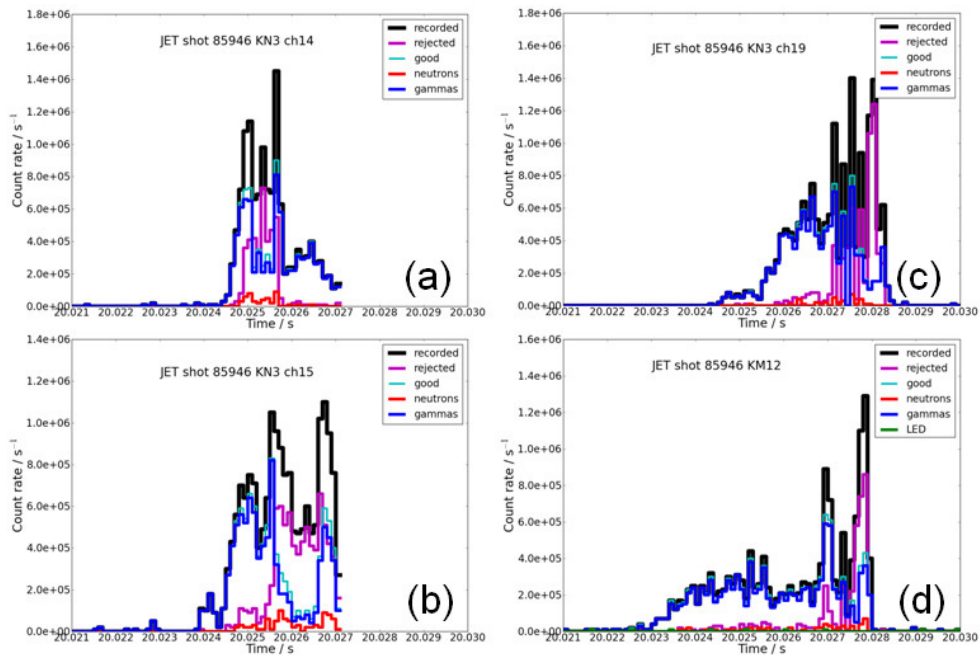 1.8e+06
1.6e+06
1.4e+06
1.2e+06
1.0e+06
8.0e+05
6.0e+05
4.0e+05
2.0e+05
0.0e+00
Count rate / s⁻¹
JET shot 85946 KN3 ch14
recorded
rejected
good
neutrons
gammas
(a)
20.021 20.022 20.023 20.024 20.025 20.026 20.027 20.028 20.029 20.030
Time / s
1.8e+06
1.6e+06
1.4e+06
1.2e+06
1.0e+06
8.0e+05
6.0e+05
4.0e+05
2.0e+05
0.0e+00
Count rate / s⁻¹
JET shot 85946 KN3 ch19
recorded
rejected
good
neutrons
gammas
(c)
20.021 20.022 20.023 20.024 20.025 20.026 20.027 20.028 20.029 20.030
Time / s
1.4e+06
1.2e+06
1.0e+06
8.0e+05
6.0e+05
4.0e+05
2.0e+05
0.0e+00
Count rate / s⁻¹
JET shot 85946 KN3 ch15
recorded
rejected
good
neutrons
gammas
(b)
20.021 20.022 20.023 20.024 20.025 20.026 20.027 20.028 20.029 20.030
Time / s
1.6e+06
1.4e+06
1.2e+06
1.0e+06
8.0e+05
6.0e+05
4.0e+05
2.0e+05
0.0e+00
Count rate / s⁻¹
JET shot 85946 KM12
recorded
rejected
good
neutrons
gammas
LED
(d)
20.021 20.022 20.023 20.024 20.025 20.026 20.027 20.028 20.029 20.030
Time / s